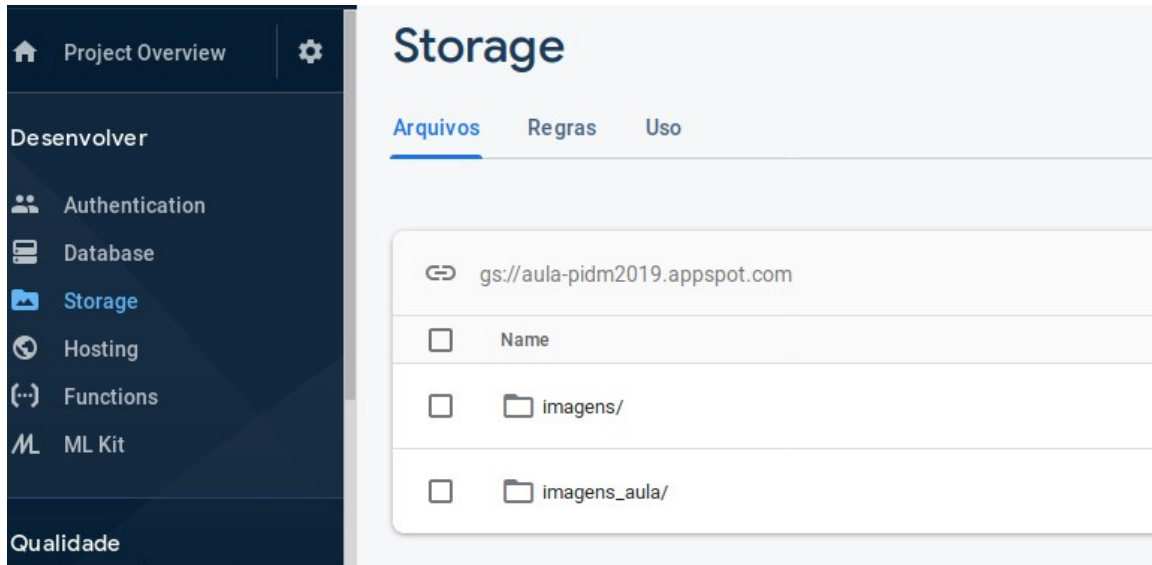 Project Overview
Desenvolver
Authentication
Database
Storage
Hosting
Functions
ML Kit
Qualidade
Storage
Arquivos Regras Uso
gs://aula-pidm2019.appspot.com
Name
imagens/
imagens_aula/